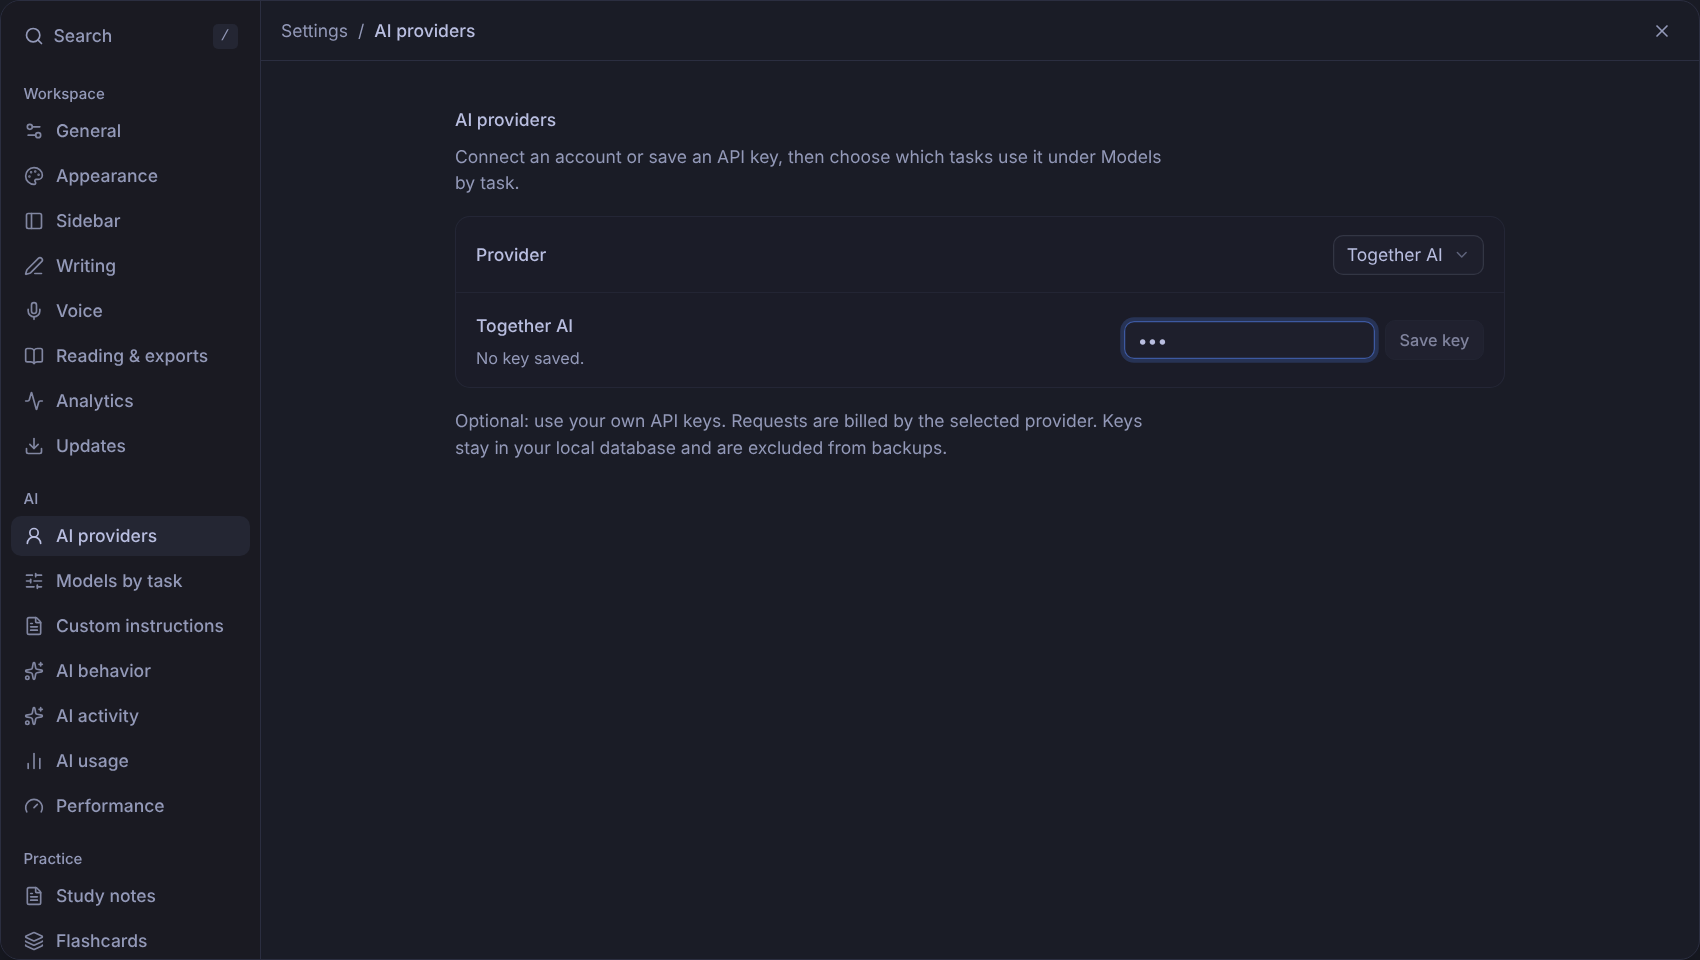 Search
/
Settings / AI providers
Workspace
General
Appearance
Sidebar
Writing
Voice
Reading & exports
Analytics
Updates
AI
AI providers
Models by task
Custom instructions
AI behavior
AI activity
AI usage
Performance
Practice
Study notes
Flashcards
AI providers
Connect an account or save an API key, then choose which tasks use it under Models
by task.
Provider
Together AI
Together AI
No key saved.
•••
Save key
Optional: use your own API keys. Requests are billed by the selected provider. Keys
stay in your local database and are excluded from backups.